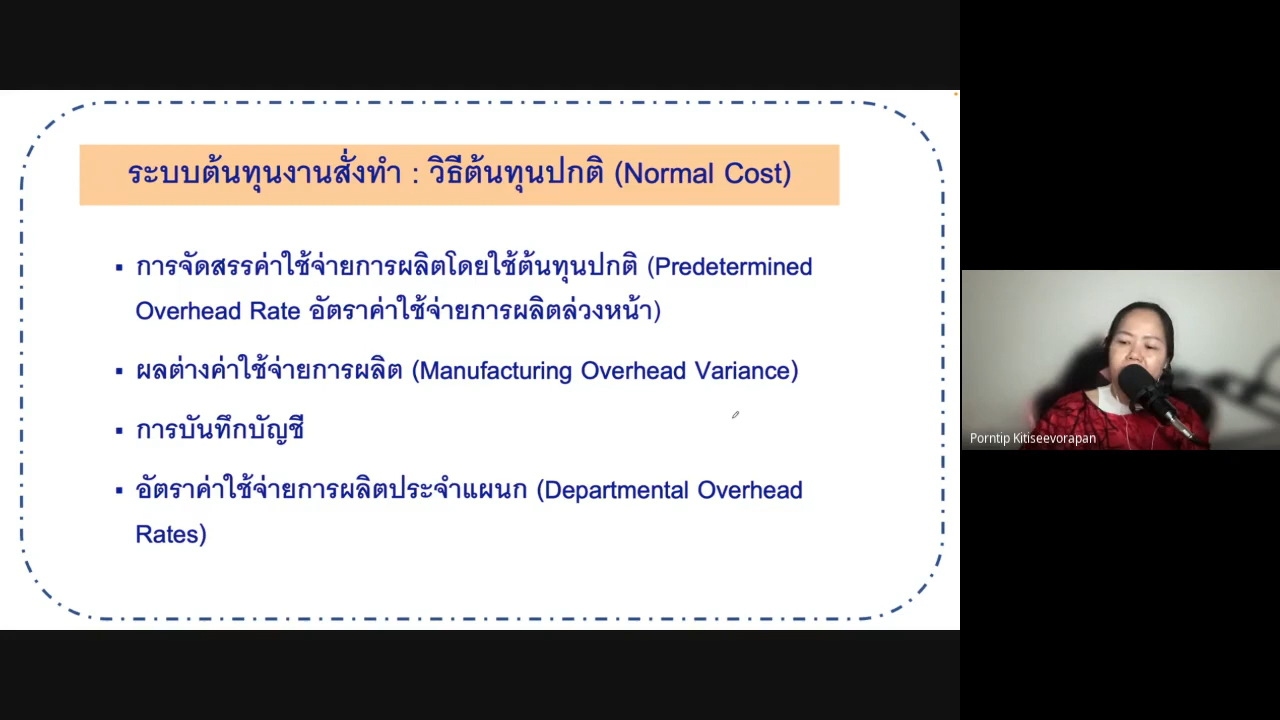 ระบบต้นทุนงานสั่งทำ : วิธีต้นทุนปกติ (Normal Cost)
▪ การจัดสรรค่าใช้จ่ายการผลิตโดยใช้ต้นทุนปกติ (Predetermined
Overhead Rate อัตราค่าใช้จ่ายการผลิตล่วงหน้า)
▪ ผลต่างค่าใช้จ่ายการผลิต (Manufacturing Overhead Variance)
▪ การบันทึกบัญชี
▪ อัตราค่าใช้จ่ายการผลิตประจำแผนก (Departmental Overhead
Rates)
Porntip Kitiseevorapan